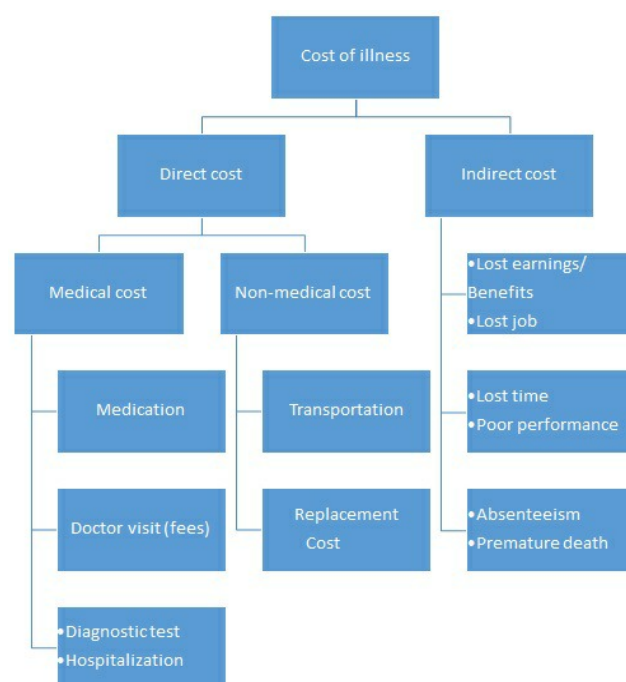 Cost of illness
Direct cost
Indirect cost
Medical cost
Non-medical cost
•Lost earnings/
Benefits
•Lost job
Medication
Transportation
•Lost time
•Poor performance
Doctor visit (fees)
Replacement
Cost
•Absenteeism
•Premature death
•Diagnostic test
•Hospitalization